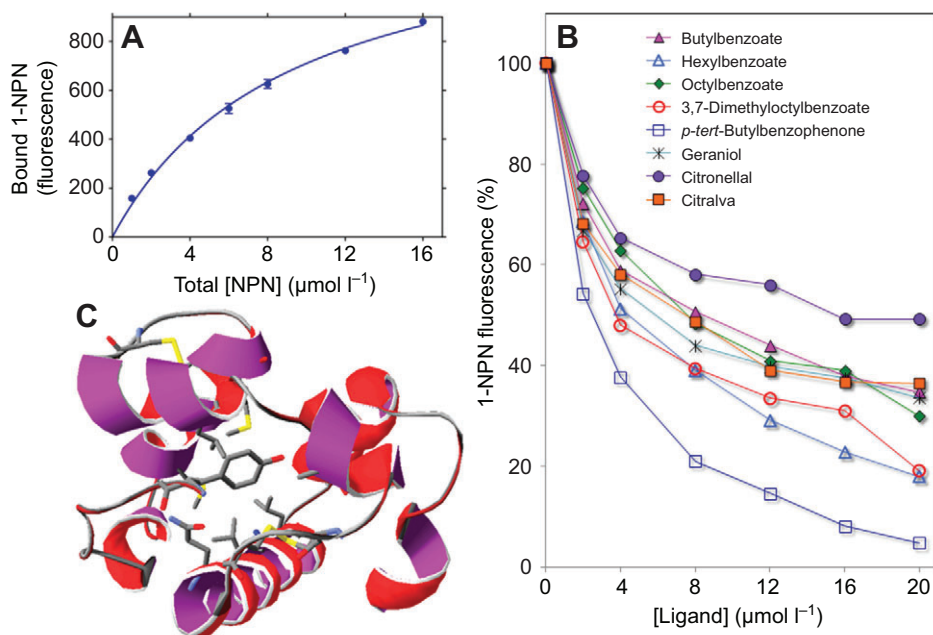 A
Bound 1-NPN
(fluorescence)
800
600
400
200
0
0 4 8 12 16
Total [NPN] (µmol l⁻¹)
B
Butylbenzoate
Hexylbenzoate
Octylbenzoate
3,7-Dimethyloctylbenzoate
p-tert-Butylbenzophenone
Geraniol
Citronellal
Citralva
1-NPN fluorescence (%)
100
80
60
40
20
0
0 4 8 12 16 20
[Ligand] (µmol l⁻¹)
C